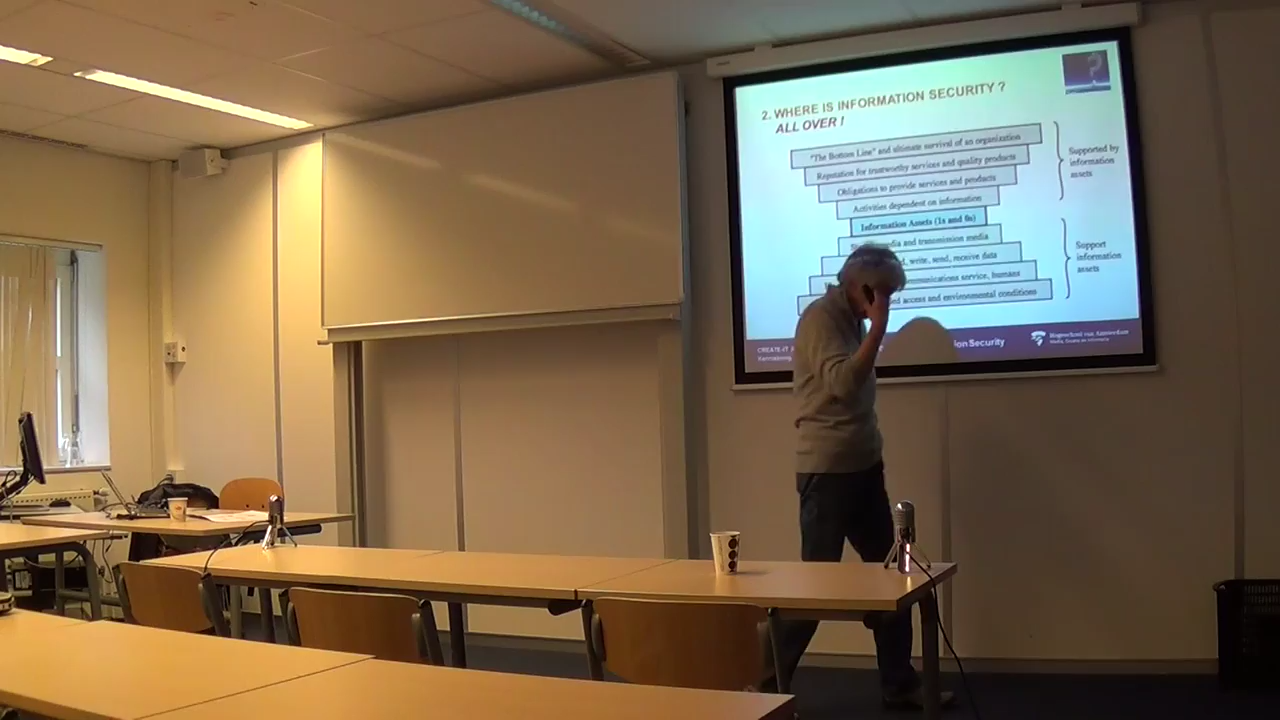 2. WHERE IS INFORMATION SECURITY ?
ALL OVER !
"The Bottom Line" and ultimate survival of an organization
Reputation for trustworthy services and quality products
Obligations to provide services and products
Activities dependent on information
Information Assets (1s and 0s)
media and transmission media
write, send, receive data
communications service, humans
access and environmental conditions
Supported by
information
assets
Support
information
assets
CREATE-IT
Security
Hogeschool van Amsterdam